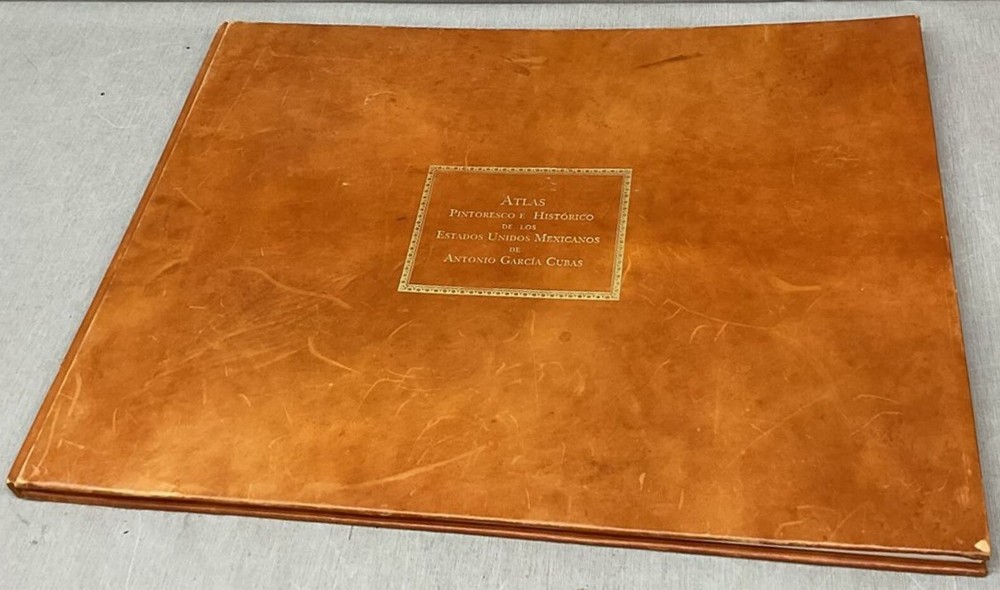 Atlas
Pintoresco e Histórico
de los
Estados Unidos Mexicanos
de
Antonio García Cubas